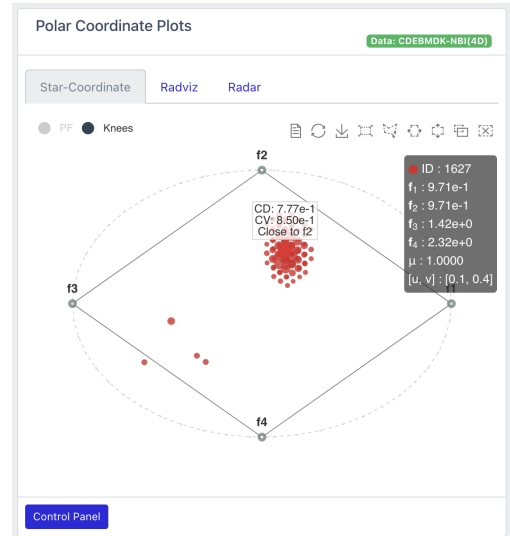 Polar Coordinate Plots
Data: CDEBMDK-NBI(4D)
Star-Coordinate
Radviz
Radar
PF
Knees
f2
ID : 1627
f₁ : 9.71e-1
f₂ : 9.71e-1
f₃ : 1.42e+0
f₄ : 2.32e+0
μ : 1.0000
[u, v] : [0.1, 0.4]
CD: 7.77e-1
CV: 8.50e-1
Close to f2
f3
f1
f4
Control Panel